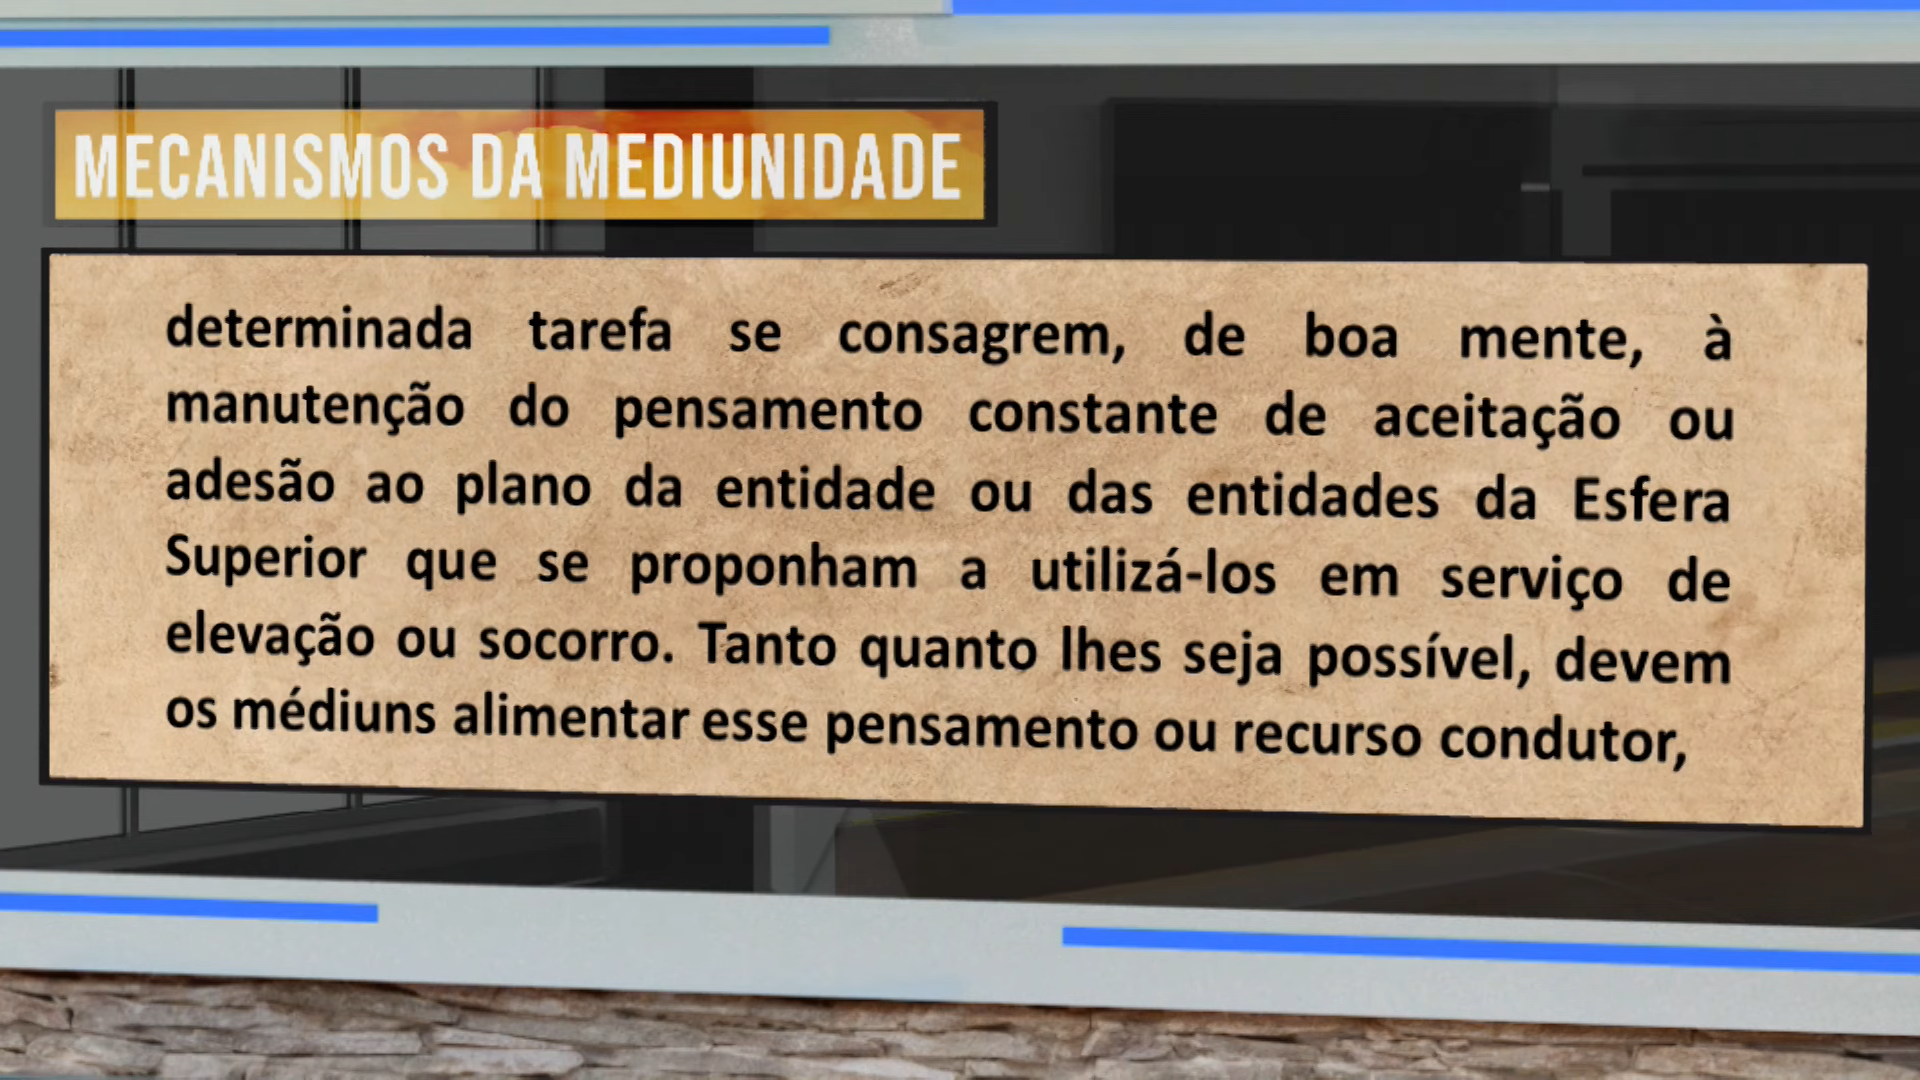 MECANISMOS DA MEDIUNIDADE
determinada tarefa se consagrem, de boa mente, à
manutenção do pensamento constante de aceitação ou
adesão ao plano da entidade ou das entidades da Esfera
Superior que se proponham a utilizá-los em serviço de
elevação ou socorro. Tanto quanto lhes seja possível, devem
os médiuns alimentar esse pensamento ou recurso condutor,